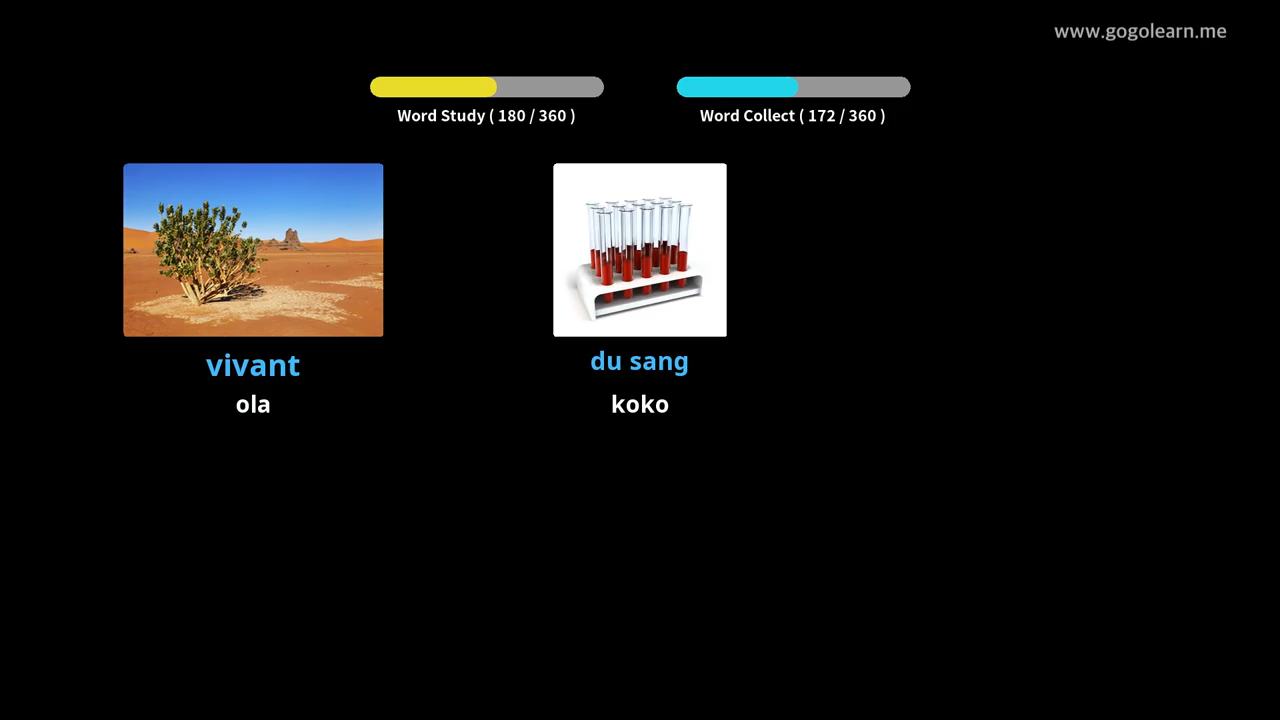 www.gogolearn.me
Word Study ( 180 / 360 )
Word Collect ( 172 / 360 )
vivant
ola
du sang
koko